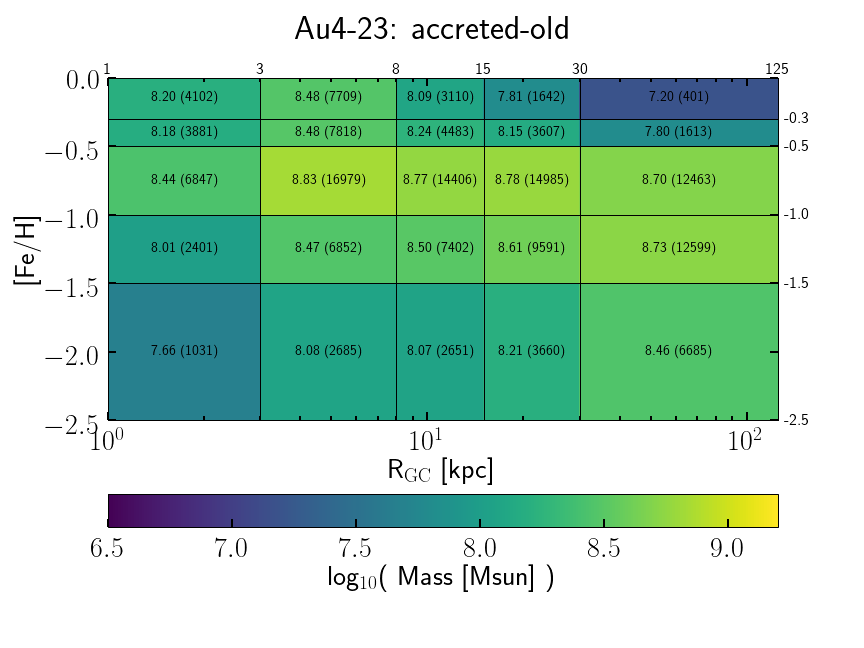 Au4-23: accreted-old
1 3 8 15 30 125
0.0 8.20 (4102) 8.48 (7709) 8.09 (3110) 7.81 (1642) 7.20 (401)
-0.3
8.18 (3881) 8.48 (7818) 8.24 (4483) 8.15 (3607) 7.80 (1613)
−0.5 -0.5
8.44 (6847) 8.83 (16979) 8.77 (14406) 8.78 (14985) 8.70 (12463)
−1.0 -1.0
[Fe/H] 8.01 (2401) 8.47 (6852) 8.50 (7402) 8.61 (9591) 8.73 (12599)
−1.5 -1.5
−2.0 7.66 (1031) 8.08 (2685) 8.07 (2651) 8.21 (3660) 8.46 (6685)
−2.5 -2.5
10⁰ 10¹ 10²
R_GC [kpc]
6.5 7.0 7.5 8.0 8.5 9.0
log₁₀( Mass [Msun] )